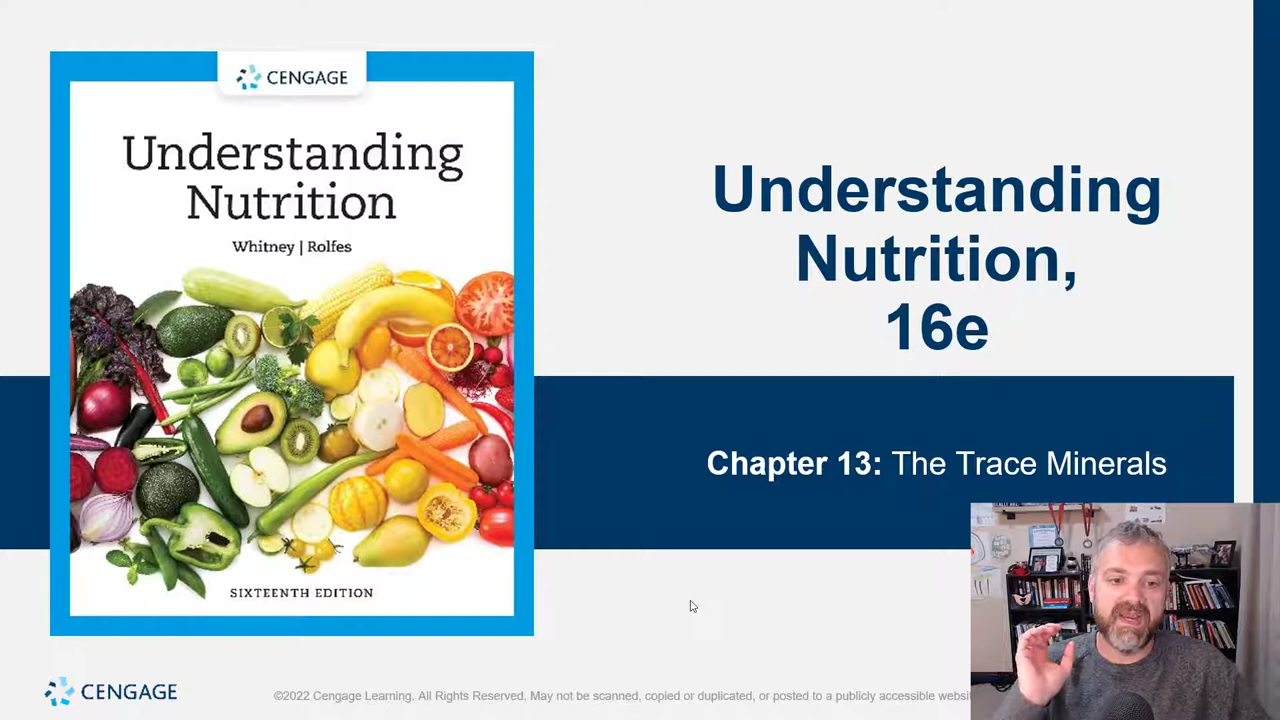 CENGAGE
Understanding
Nutrition
Whitney | Rolfes
SIXTEENTH EDITION
Understanding
Nutrition,
16e
Chapter 13: The Trace Minerals
CENGAGE
©2022 Cengage Learning. All Rights Reserved. May not be scanned, copied or duplicated, or posted to a publicly accessible